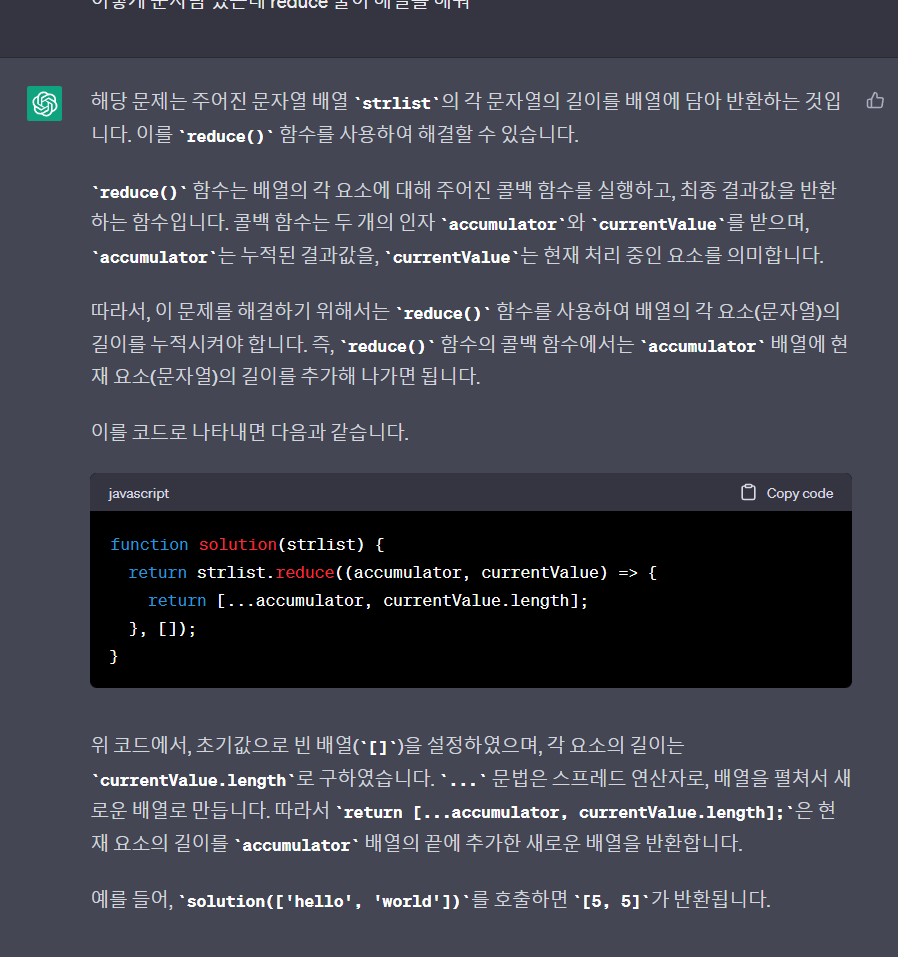 해당 문제는 주어진 문자열 배열 `strlist`의 각 문자열의 길이를 배열에 담아 반환하는 것입
니다. 이를 `reduce()` 함수를 사용하여 해결할 수 있습니다.
`reduce()` 함수는 배열의 각 요소에 대해 주어진 콜백 함수를 실행하고, 최종 결과값을 반환
하는 함수입니다. 콜백 함수는 두 개의 인자 `accumulator`와 `currentValue`를 받으며,
`accumulator`는 누적된 결과값을, `currentValue`는 현재 처리 중인 요소를 의미합니다.
따라서, 이 문제를 해결하기 위해서는 `reduce()` 함수를 사용하여 배열의 각 요소(문자열)의
길이를 누적시켜야 합니다. 즉, `reduce()` 함수의 콜백 함수에서는 `accumulator` 배열에 현
재 요소(문자열)의 길이를 추가해 나가면 됩니다.
이를 코드로 나타내면 다음과 같습니다.
javascript Copy code
function solution(strlist) {
  return strlist.reduce((accumulator, currentValue) => {
    return [...accumulator, currentValue.length];
  }, []);
}
위 코드에서, 초기값으로 빈 배열(`[]`)을 설정하였으며, 각 요소의 길이는
`currentValue.length`로 구하였습니다. `...` 문법은 스프레드 연산자로, 배열을 펼쳐서 새
로운 배열로 만듭니다. 따라서 `return [...accumulator, currentValue.length];`은 현
재 요소의 길이를 `accumulator` 배열의 끝에 추가한 새로운 배열을 반환합니다.
예를 들어, `solution(['hello', 'world'])`를 호출하면 `[5, 5]`가 반환됩니다.